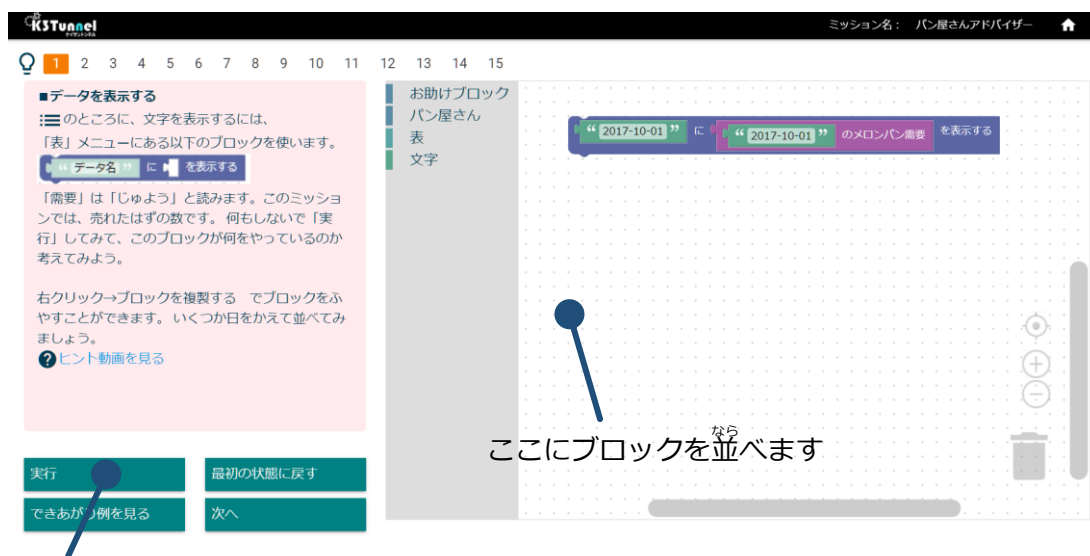 K3Tunnel
ケイサントンネル
ミッション名： パン屋さんアドバイザー
1 2 3 4 5 6 7 8 9 10 11 12 13 14 15
■データを表示する
のところに、文字を表示するには、
「表」メニューにある以下のブロックを使います。
“ データ名 ” に を表示する
「需要」は「じゅよう」と読みます。このミッショ
ンでは、売れたはずの数です。 何もしないで「実
行」してみて、このブロックが何をやっているのか
考えてみよう。
右クリック→ブロックを複製する でブロックをふ
やすことができます。 いくつか日をかえて並べてみ
ましょう。
?ヒント動画を見る
実行
最初の状態に戻す
できあがり例を見る
次へ
お助けブロック
パン屋さん
表
文字
“ 2017-10-01 ” に “ 2017-10-01 ” のメロンパン需要 を表示する
なら
ここにブロックを並べます